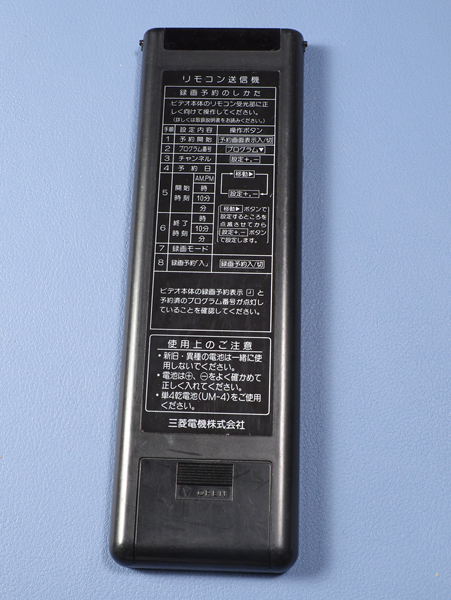 リモコン送信機
録画予約のしかた
ビデオ本体のリモコン受光部に正
しく向けて操作してください。
(詳しくは取扱説明書をお読みください。)
手順 設定内容 操作ボタン
1 予約開始 予約画面表示入/切
2 プログラム番号 プログラム▼
3 チャンネル 設定+,−
4 予約日
5 開始時刻 AM,PM 時 10分 分
移動▶
設定+,−
6 終了時刻 時 10分 分
移動▶ボタンで
設定するところを
点滅させてから
設定+,−ボタン
で設定します。
7 録画モード
8 録画予約「入」 録画予約入/切
ビデオ本体の録画予約表示 と
予約済のプログラム番号が点灯し
ていることを確認してください。
使用上のご注意
・新旧・異種の電池は一緒に使
用しないでください。
・電池は⊕、⊖をよく確かめて
正しく入れてください。
・単4乾電池(UM-4)をご使用
ください。
三菱電機株式会社